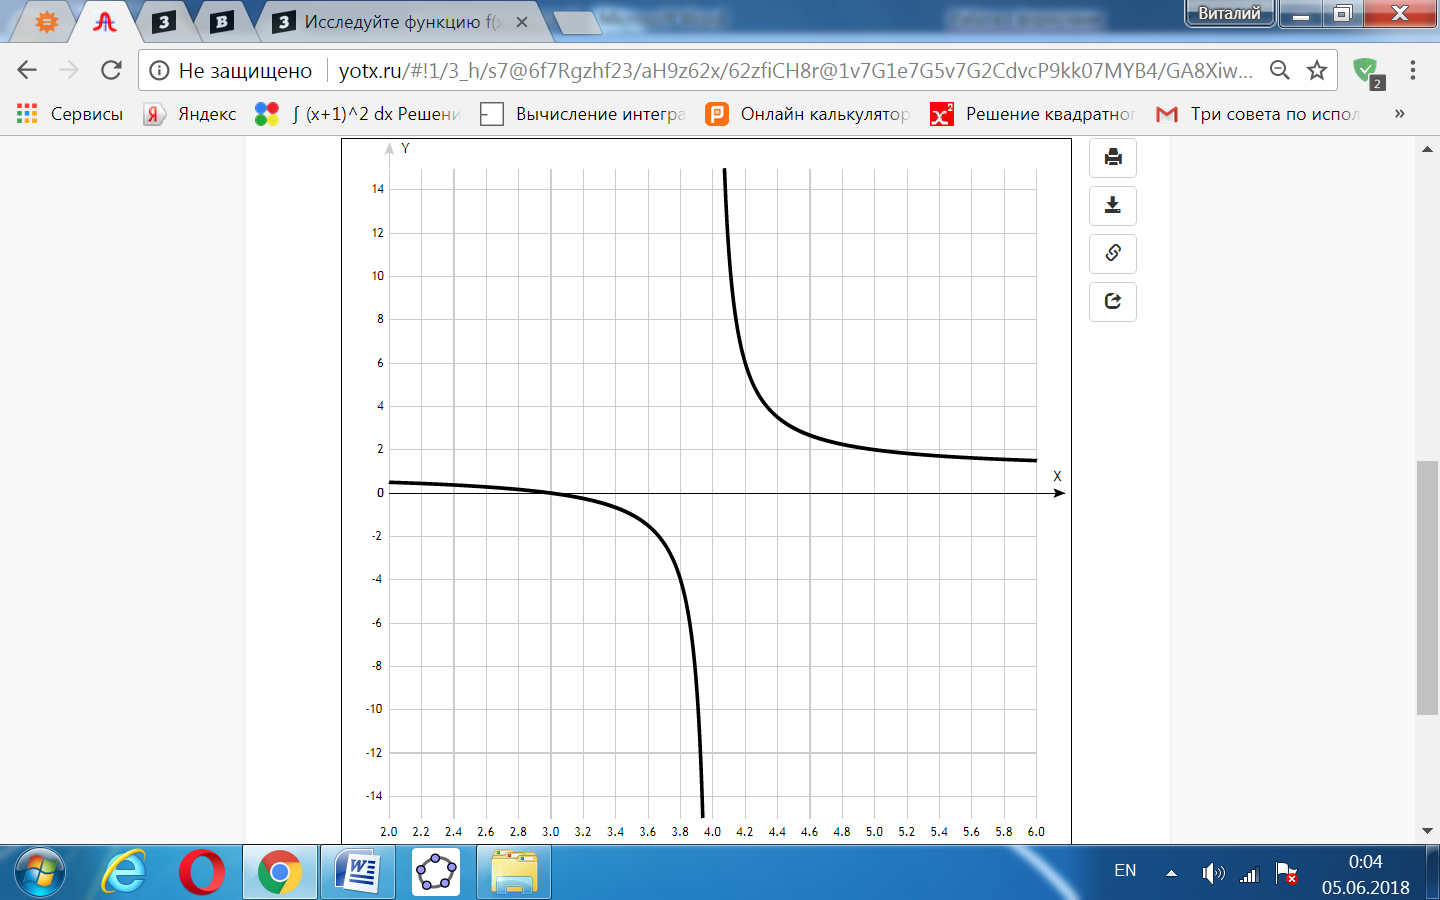 Исследуйте функцию f(x
Виталий
Не защищено yotx.ru/#!1/3_h/s7@6f7Rgzhf23/aH9z62x/62zfiCH8r@1v7G1e7G5v7G2CdvcP9kk07MYB4/GA8Xiw...
2
Сервисы Яндекс ∫ (x+1)^2 dx Решени Вычисление интегра Онлайн калькулятор Решение квадратног Три совета по испол »
Y
14
12
10
8
6
4
2
X
0
-2
-4
-6
-8
-10
-12
-14
2.0 2.2 2.4 2.6 2.8 3.0 3.2 3.4 3.6 3.8 4.0 4.2 4.4 4.6 4.8 5.0 5.2 5.4 5.6 5.8 6.0
EN
0:04
05.06.2018